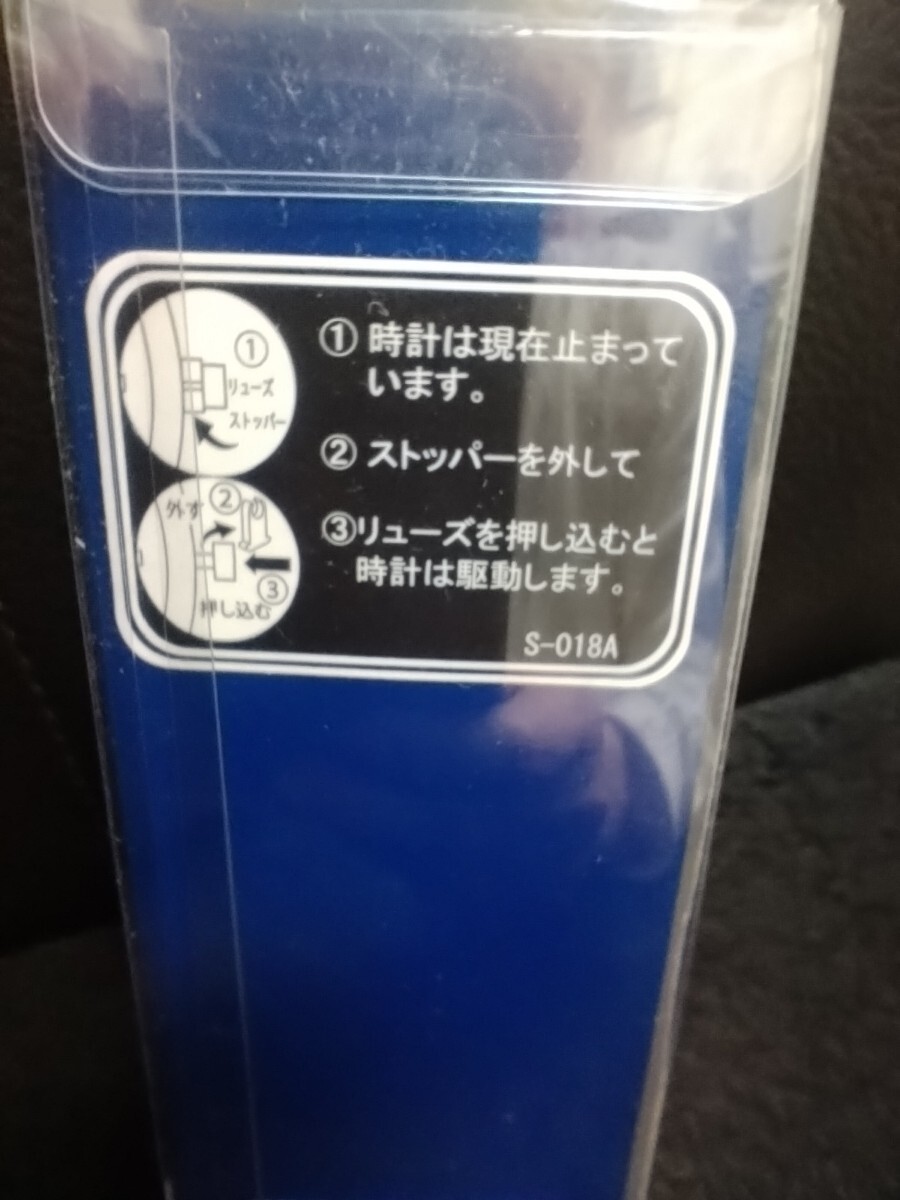 ①
リューズ
ストッパー
外す ②
③
押し込む
① 時計は現在止まって
います。
② ストッパーを外して
③リューズを押し込むと
時計は駆動します。
S-018A